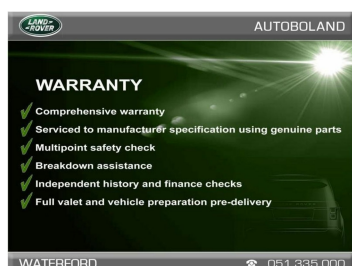 LAND-
-ROVER
AUTOBOLAND
WARRANTY
Comprehensive warranty
Serviced to manufacturer specification using genuine parts
Multipoint safety check
Breakdown assistance
Independent history and finance checks
Full valet and vehicle preparation pre-delivery
WATERFORD
051 335 000